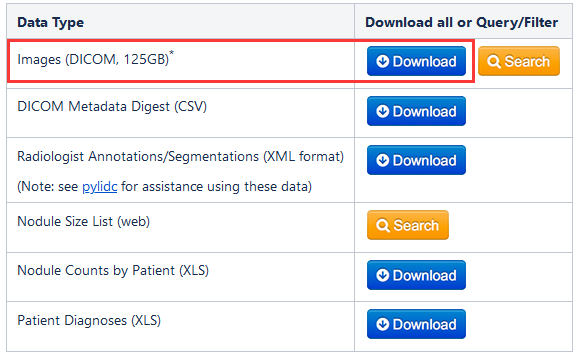 Data Type Download all or Query/Filter
Images (DICOM, 125GB)* Download Search
DICOM Metadata Digest (CSV) Download
Radiologist Annotations/Segmentations (XML format) Download
(Note: see pylidc for assistance using these data)
Nodule Size List (web) Search
Nodule Counts by Patient (XLS) Download
Patient Diagnoses (XLS) Download